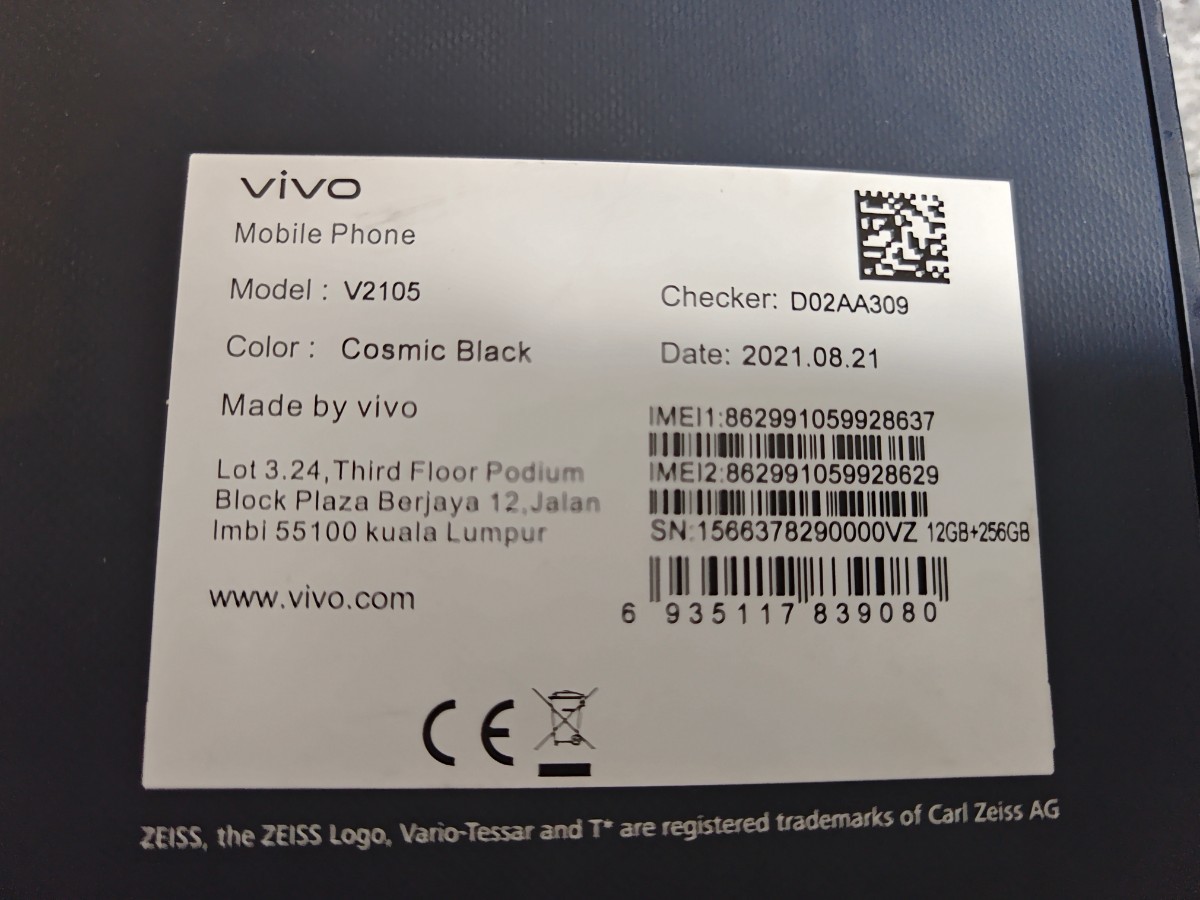 vivo
Mobile Phone
Model : V2105
Color : Cosmic Black
Made by vivo
Lot 3.24,Third Floor Podium
Block Plaza Berjaya 12,Jalan
Imbi 55100 kuala Lumpur
www.vivo.com
Checker: D02AA309
Date: 2021.08.21
IMEI1:862991059928637
IMEI2:862991059928629
SN:1566378290000VZ 12GB+256GB
6 935117 839080
CE
ZEISS, the ZEISS Logo, Vario-Tessar and T* are registered trademarks of Carl Zeiss AG